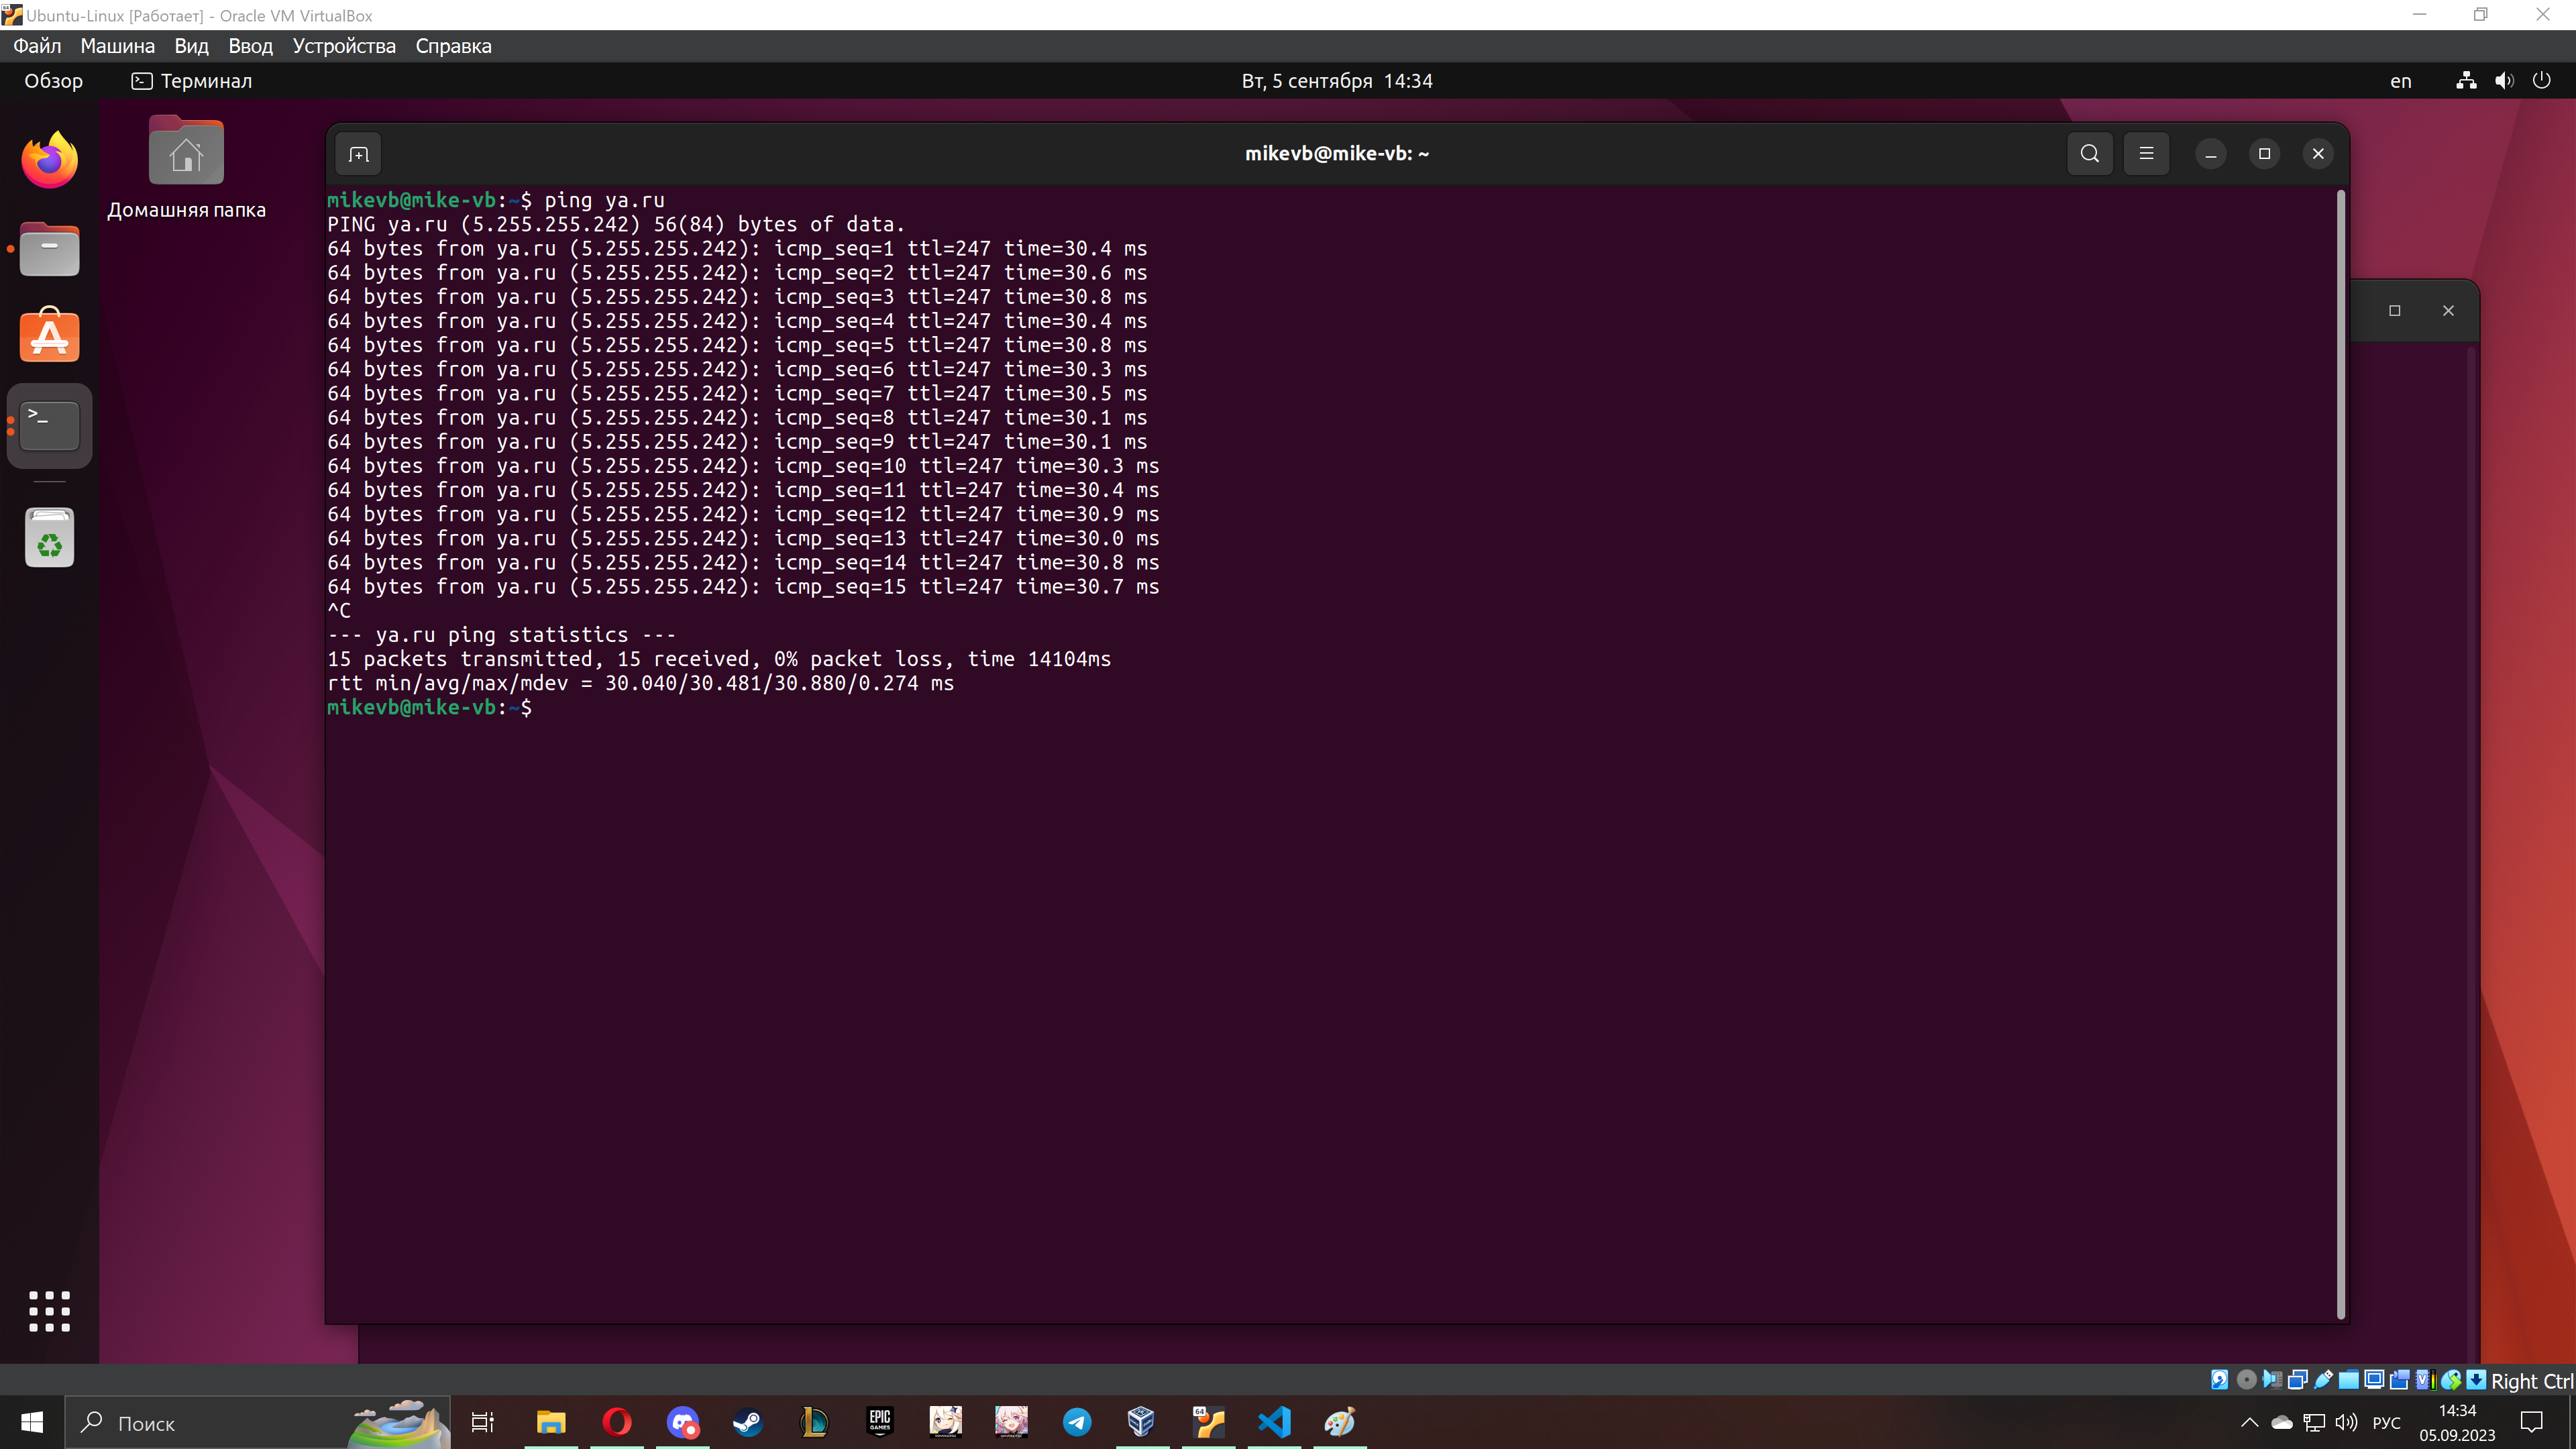 Ubuntu-Linux [Работает] - Oracle VM VirtualBox
Файл Машина Вид Ввод Устройства Справка
Обзор Терминал Вт, 5 сентября 14:34 en
Домашняя папка
mikevb@mike-vb: ~
mikevb@mike-vb:~$ ping ya.ru
PING ya.ru (5.255.255.242) 56(84) bytes of data.
64 bytes from ya.ru (5.255.255.242): icmp_seq=1 ttl=247 time=30.4 ms
64 bytes from ya.ru (5.255.255.242): icmp_seq=2 ttl=247 time=30.6 ms
64 bytes from ya.ru (5.255.255.242): icmp_seq=3 ttl=247 time=30.8 ms
64 bytes from ya.ru (5.255.255.242): icmp_seq=4 ttl=247 time=30.4 ms
64 bytes from ya.ru (5.255.255.242): icmp_seq=5 ttl=247 time=30.8 ms
64 bytes from ya.ru (5.255.255.242): icmp_seq=6 ttl=247 time=30.3 ms
64 bytes from ya.ru (5.255.255.242): icmp_seq=7 ttl=247 time=30.5 ms
64 bytes from ya.ru (5.255.255.242): icmp_seq=8 ttl=247 time=30.1 ms
64 bytes from ya.ru (5.255.255.242): icmp_seq=9 ttl=247 time=30.1 ms
64 bytes from ya.ru (5.255.255.242): icmp_seq=10 ttl=247 time=30.3 ms
64 bytes from ya.ru (5.255.255.242): icmp_seq=11 ttl=247 time=30.4 ms
64 bytes from ya.ru (5.255.255.242): icmp_seq=12 ttl=247 time=30.9 ms
64 bytes from ya.ru (5.255.255.242): icmp_seq=13 ttl=247 time=30.0 ms
64 bytes from ya.ru (5.255.255.242): icmp_seq=14 ttl=247 time=30.8 ms
64 bytes from ya.ru (5.255.255.242): icmp_seq=15 ttl=247 time=30.7 ms
^C
--- ya.ru ping statistics ---
15 packets transmitted, 15 received, 0% packet loss, time 14104ms
rtt min/avg/max/mdev = 30.040/30.481/30.880/0.274 ms
mikevb@mike-vb:~$
Right Ctrl
Поиск
EPIC
GAMES
64
РУС
14:34
05.09.2023